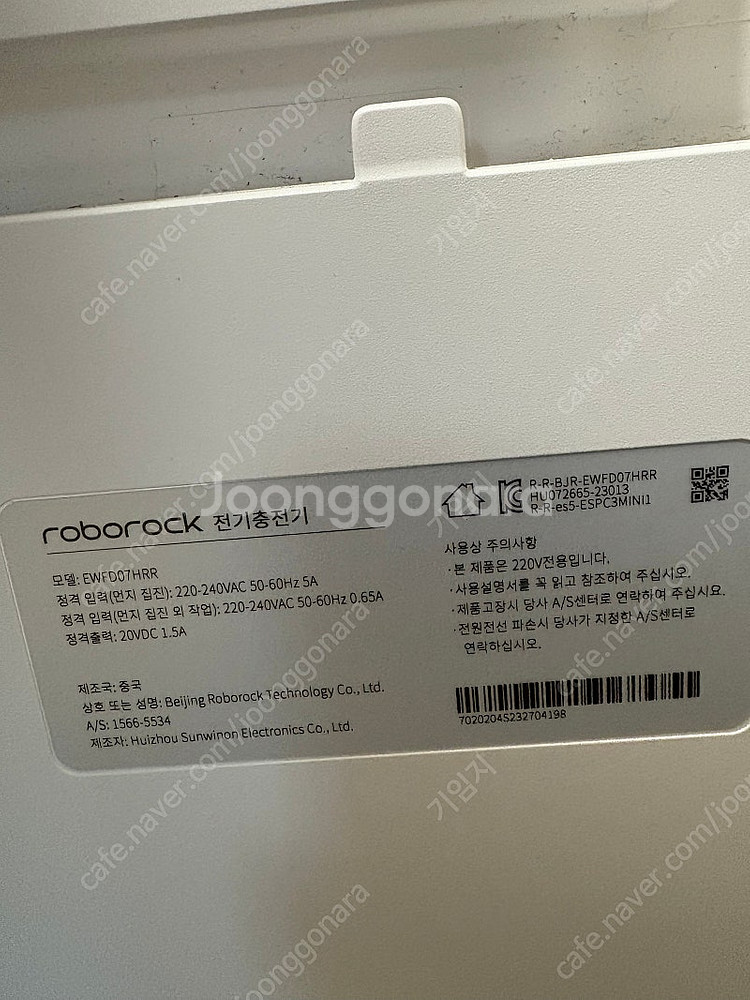 roborock 전기충전기
모델: EWFD07HRR
정격 입력(먼지 집진): 220-240VAC 50-60Hz 5A
정격 입력(먼지 집진 외 작업): 220-240VAC 50-60Hz 0.65A
정격출력: 20VDC 1.5A
제조국: 중국
상호 또는 성명: Beijing Roborock Technology Co., Ltd.
A/S: 1566-5534
제조자: Huizhou Sunwinon Electronics Co., Ltd.
R-R-BJR-EWFD07HRR
HU072665-23013
R-R-es5-ESPC3MINI1
사용상 주의사항
·본 제품은 220V전용입니다.
·사용설명서를 꼭 읽고 참조하여 주십시오.
·제품고장시 당사 A/S센터로 연락하여 주십시요.
·전원전선 파손시 당사가 지정한 A/S센터로
연락하십시오.
7020204S232704198
Joonggonara
cafe.naver.com/joonggonara
기임지